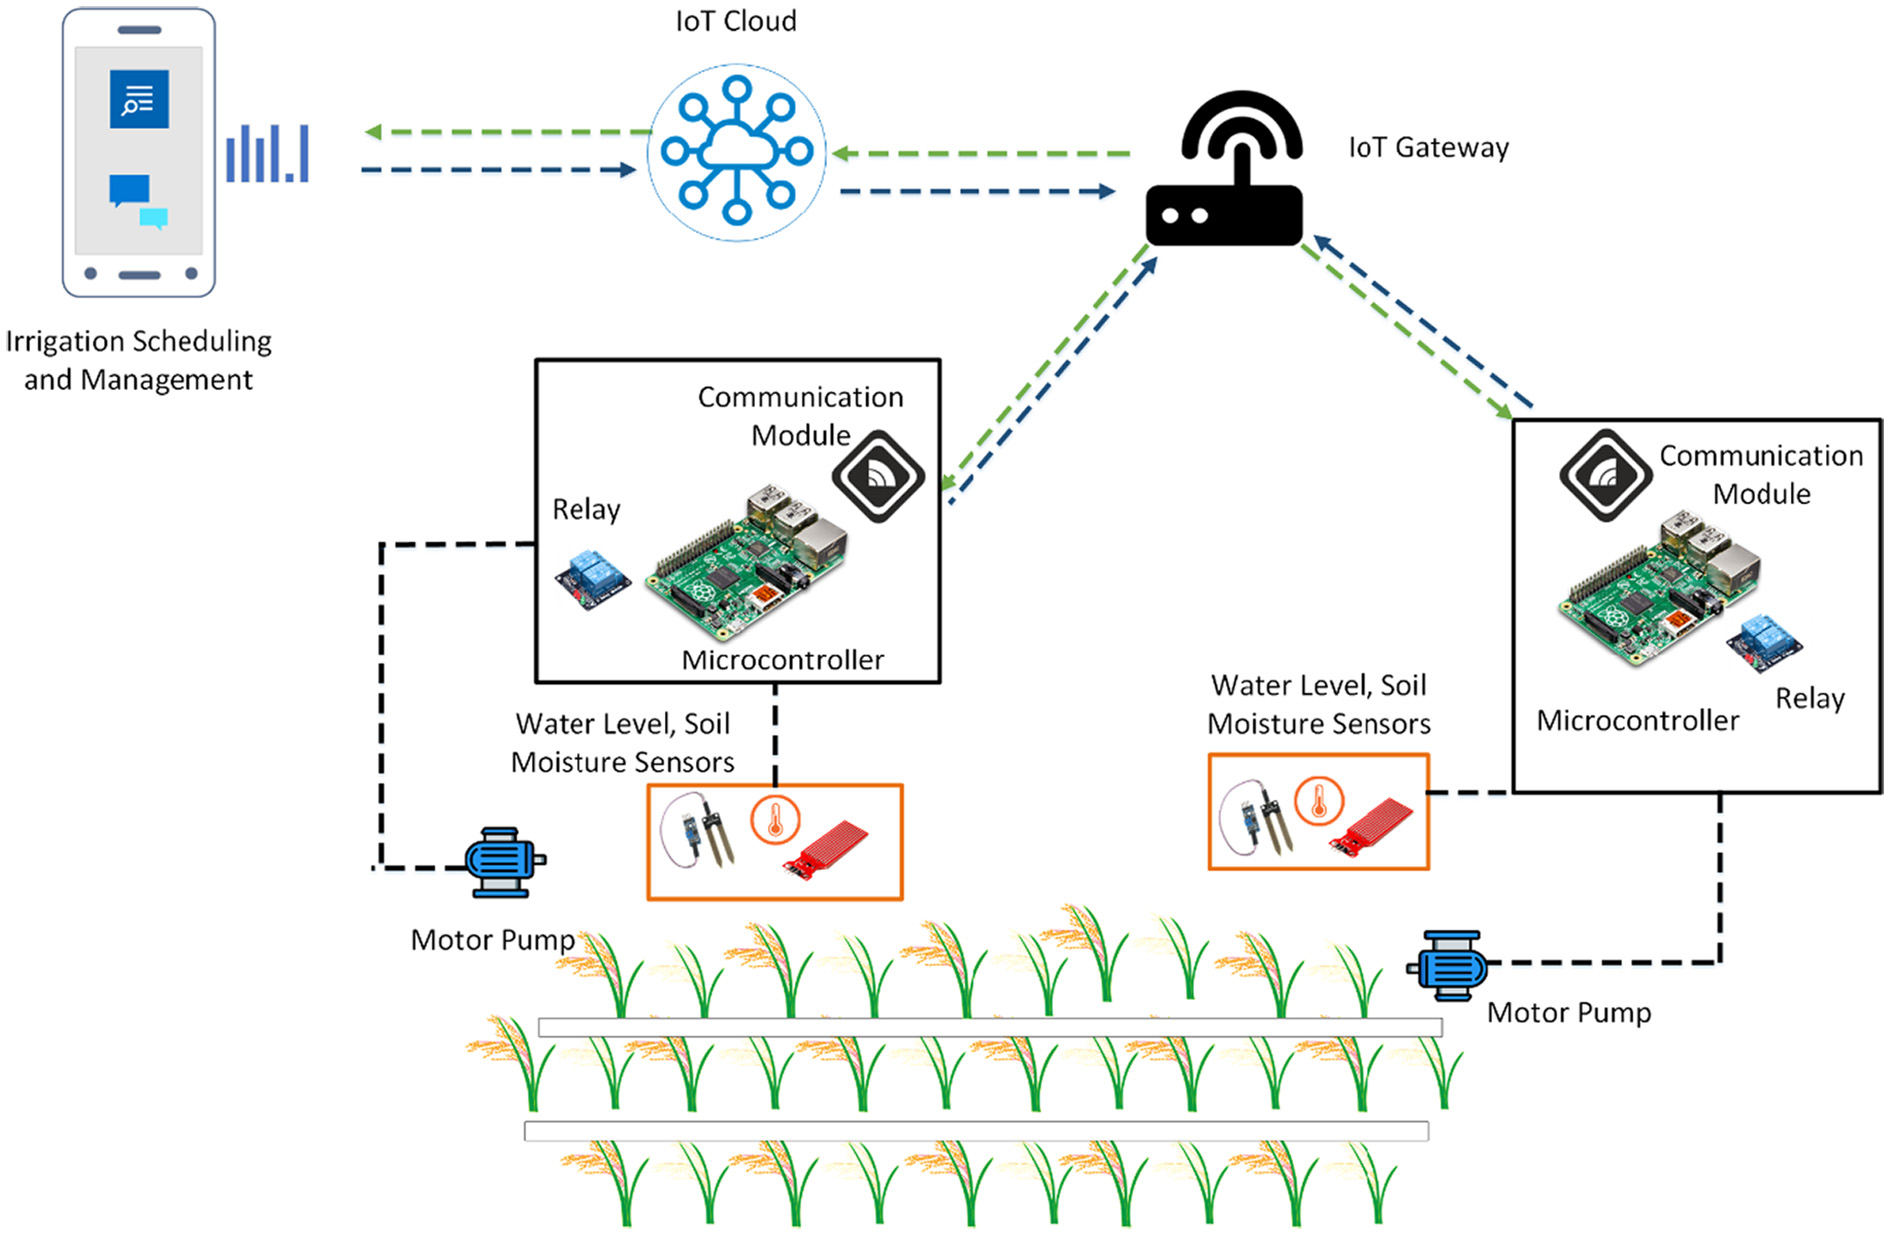 IoT Cloud
IoT Gateway
Irrigation Scheduling
and Management
Communication
Module
Relay
Microcontroller
Water Level, Soil
Moisture Sensors
Motor Pump
Communication
Module
Relay
Microcontroller
Water Level, Soil
Moisture Sensors
Motor Pump